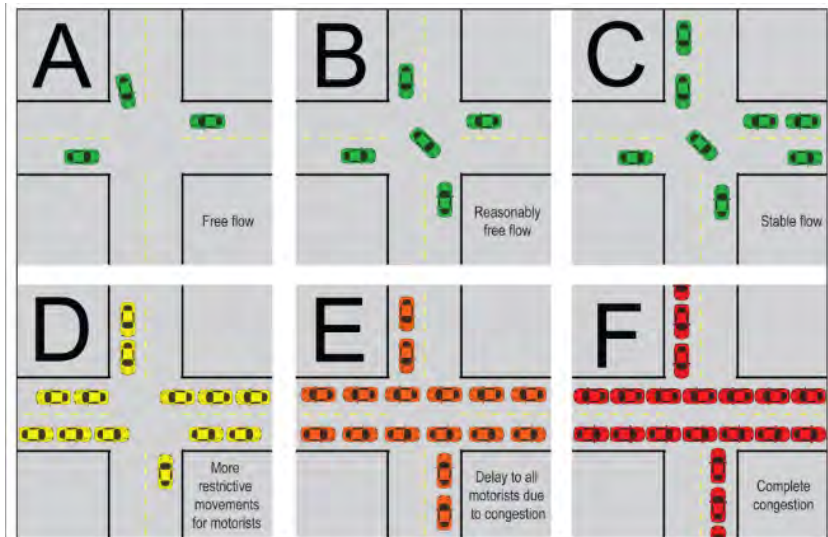 A
Free flow
B
Reasonably
free flow
C
Stable flow
D
More
restrictive
movements
for motorists
E
Delay to all
motorists due
to congestion
F
Complete
congestion